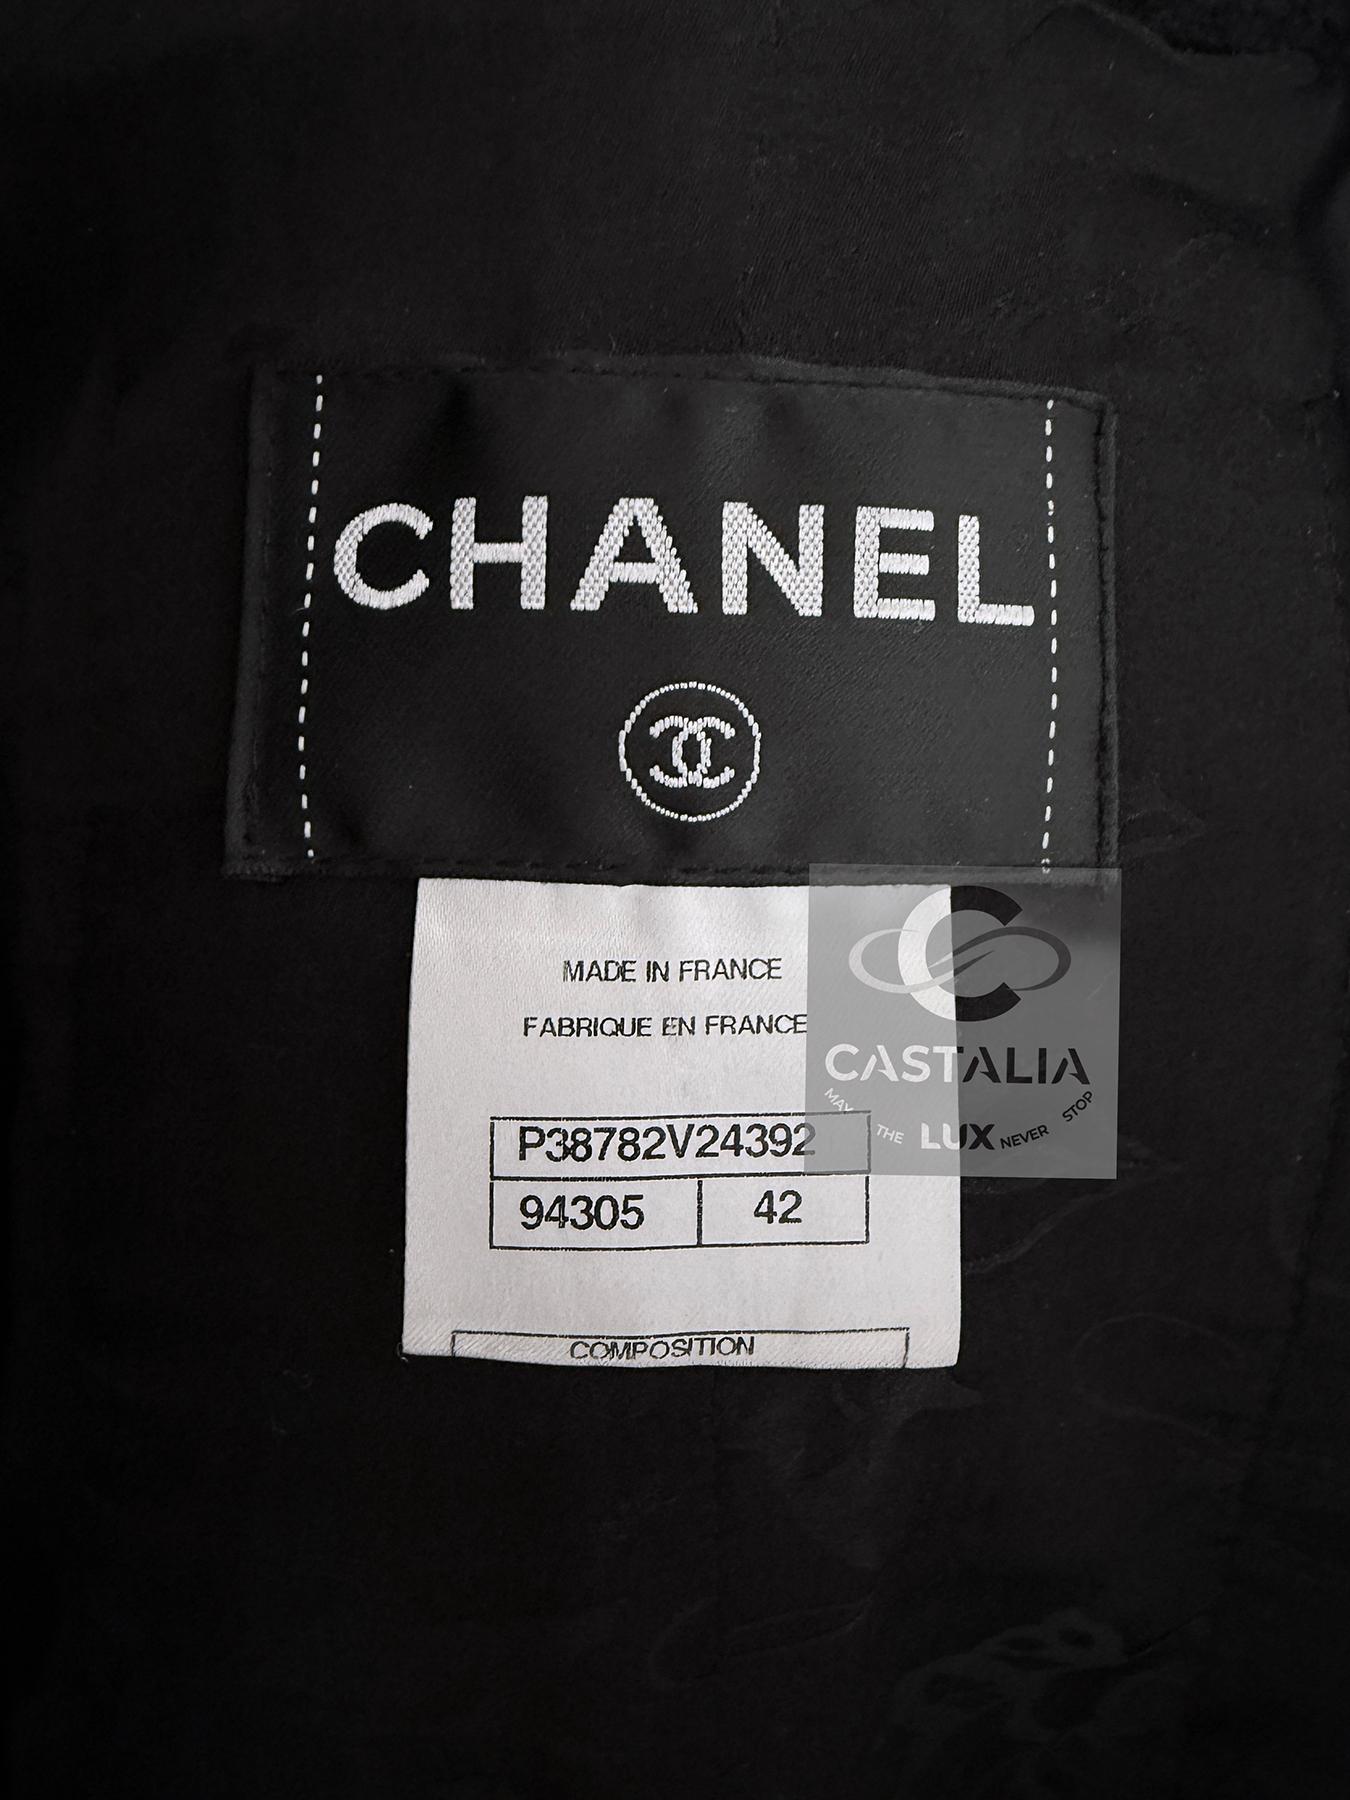 CHANEL
MADE IN FRANCE
FABRIQUE EN FRANCE
P38782V24392
94305 42
COMPOSITION
CASTALIA
MAY THE LUX NEVER STOP